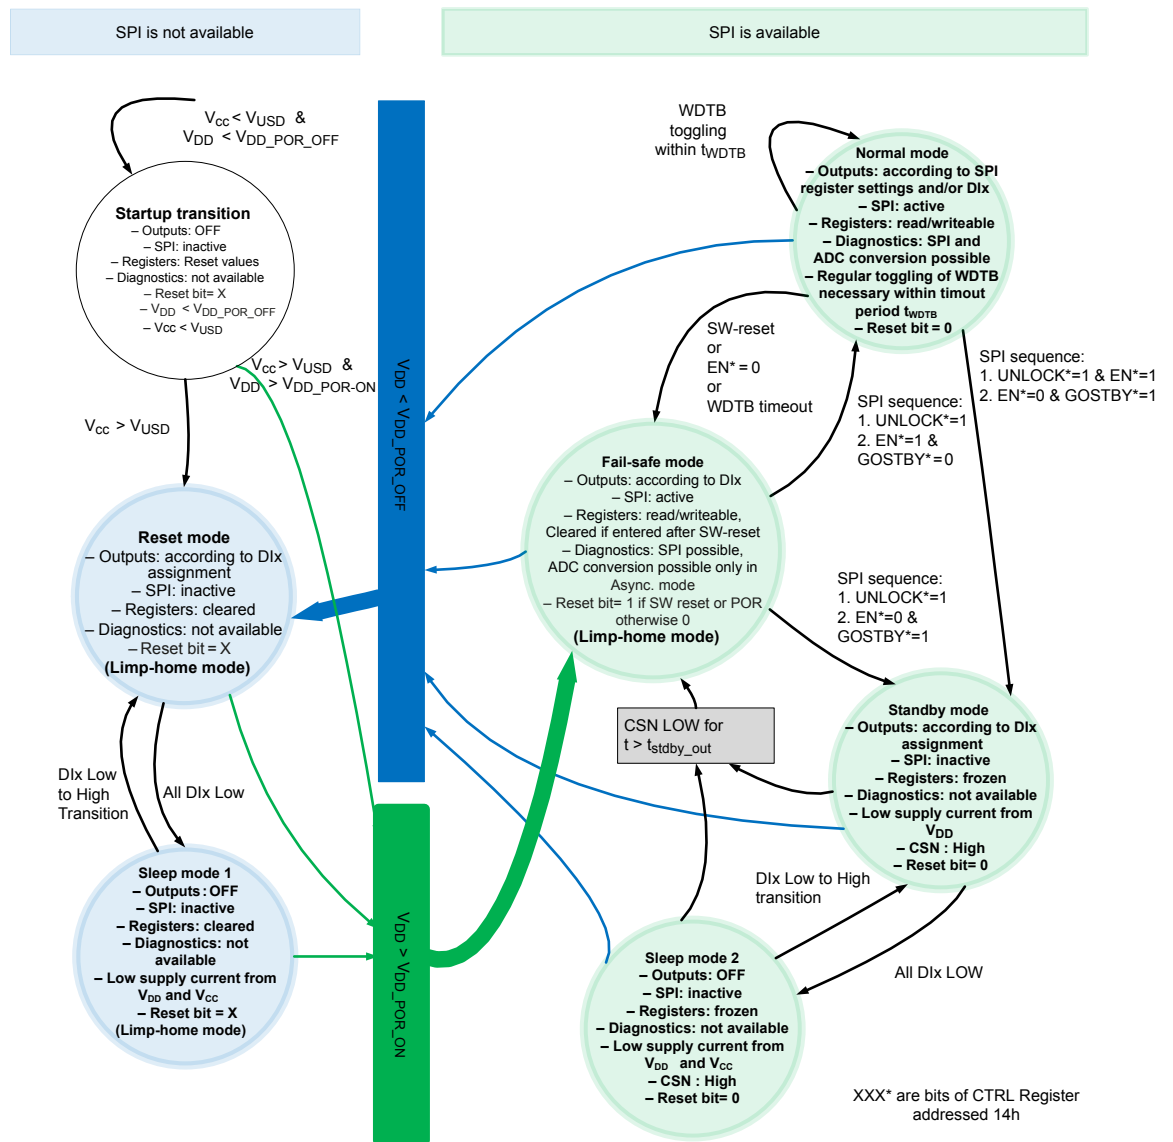 SPI is not available
SPI is available
Vcc < VUSD &
VDD < VDD_POR_OFF
Startup transition
– Outputs: OFF
– SPI: inactive
– Registers: Reset values
– Diagnostics: not available
– Reset bit= X
– VDD < VDD_POR_OFF
– Vcc < VUSD
Vcc > VUSD &
VDD > VDD_POR-ON
Vcc > VUSD
Reset mode
– Outputs: according to DIx
assignment
– SPI: inactive
– Registers: cleared
– Diagnostics: not available
– Reset bit = X
(Limp-home mode)
DIx Low
to High
Transition
All DIx Low
Sleep mode 1
– Outputs : OFF
– SPI: inactive
– Registers: cleared
– Diagnostics: not
available
– Low supply current from
VDD and VCC
– Reset bit = X
(Limp-home mode)
VDD < VDD_POR_OFF
VDD > VDD_POR_ON
WDTB
toggling
within tWDTB
Normal mode
– Outputs: according to SPI
register settings and/or DIx
– SPI: active
– Registers: read/writeable
– Diagnostics: SPI and
ADC conversion possible
– Regular toggling of WDTB
necessary within timout
period tWDTB
– Reset bit = 0
SW-reset
or
EN* = 0
or
WDTB timeout
SPI sequence:
1. UNLOCK*=1
2. EN*=1 &
GOSTBY*=0
SPI sequence:
1. UNLOCK*=1 & EN*=1
2. EN*=0 & GOSTBY*=1
Fail-safe mode
– Outputs: according to DIx
– SPI: active
– Registers: read/writeable,
Cleared if entered after SW-reset
– Diagnostics: SPI possible,
ADC conversion possible only in
Async. mode
– Reset bit= 1 if SW reset or POR
otherwise 0
(Limp-home mode)
SPI sequence:
1. UNLOCK*=1
2. EN*=0 &
GOSTBY*=1
CSN LOW for
t > tstdby_out
Standby mode
– Outputs: according to DIx
assignment
– SPI: inactive
– Registers: frozen
– Diagnostics: not available
– Low supply current from
VDD
– CSN : High
– Reset bit= 0
DIx Low to High
transition
All DIx LOW
Sleep mode 2
– Outputs: OFF
– SPI: inactive
– Registers: frozen
– Diagnostics: not available
– Low supply current from
VDD and VCC
– CSN : High
– Reset bit= 0
XXX* are bits of CTRL Register
addressed 14h